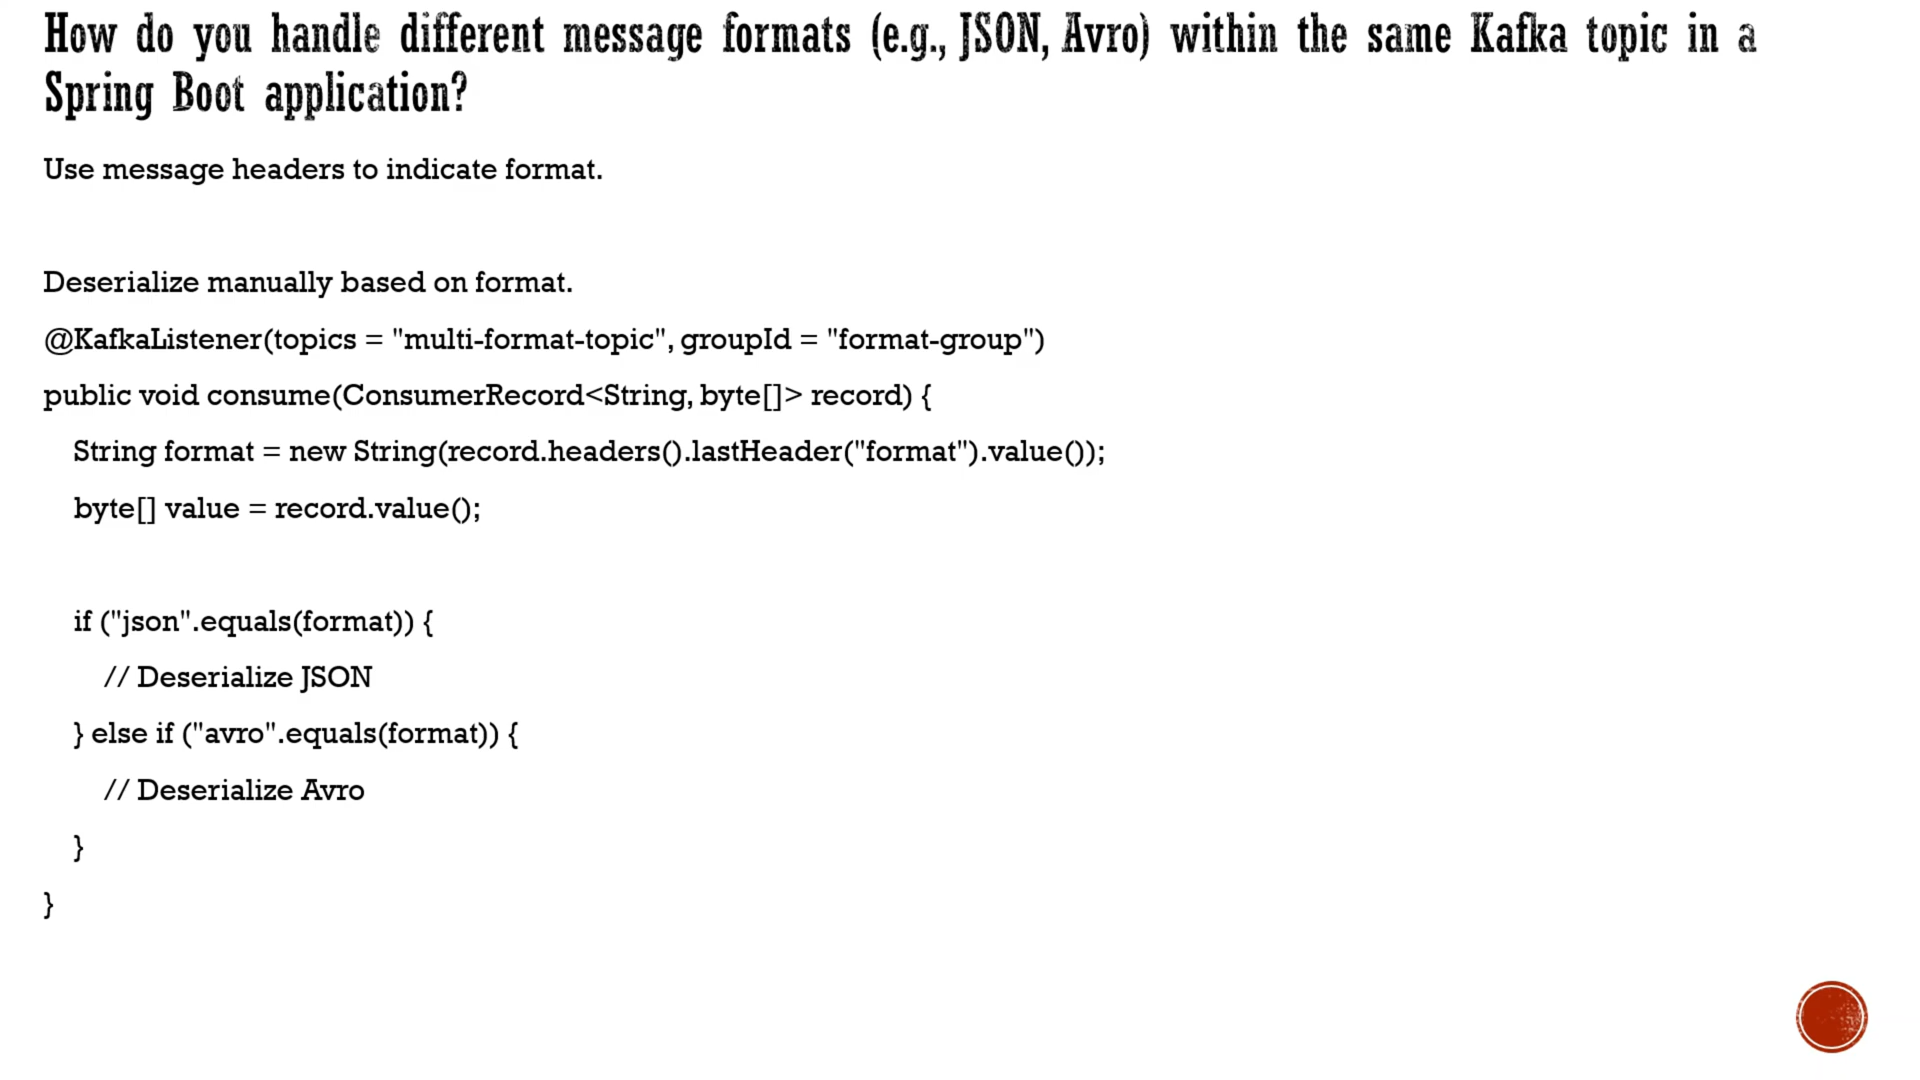 How do you handle different message formats (e.g., JSON, Avro) within the same Kafka topic in a
Spring Boot application?
Use message headers to indicate format.
Deserialize manually based on format.
@KafkaListener(topics = "multi-format-topic", groupId = "format-group")
public void consume(ConsumerRecord<String, byte[]> record) {
String format = new String(record.headers().lastHeader("format").value());
byte[] value = record.value();
if ("json".equals(format)) {
// Deserialize JSON
} else if ("avro".equals(format)) {
// Deserialize Avro
}
}